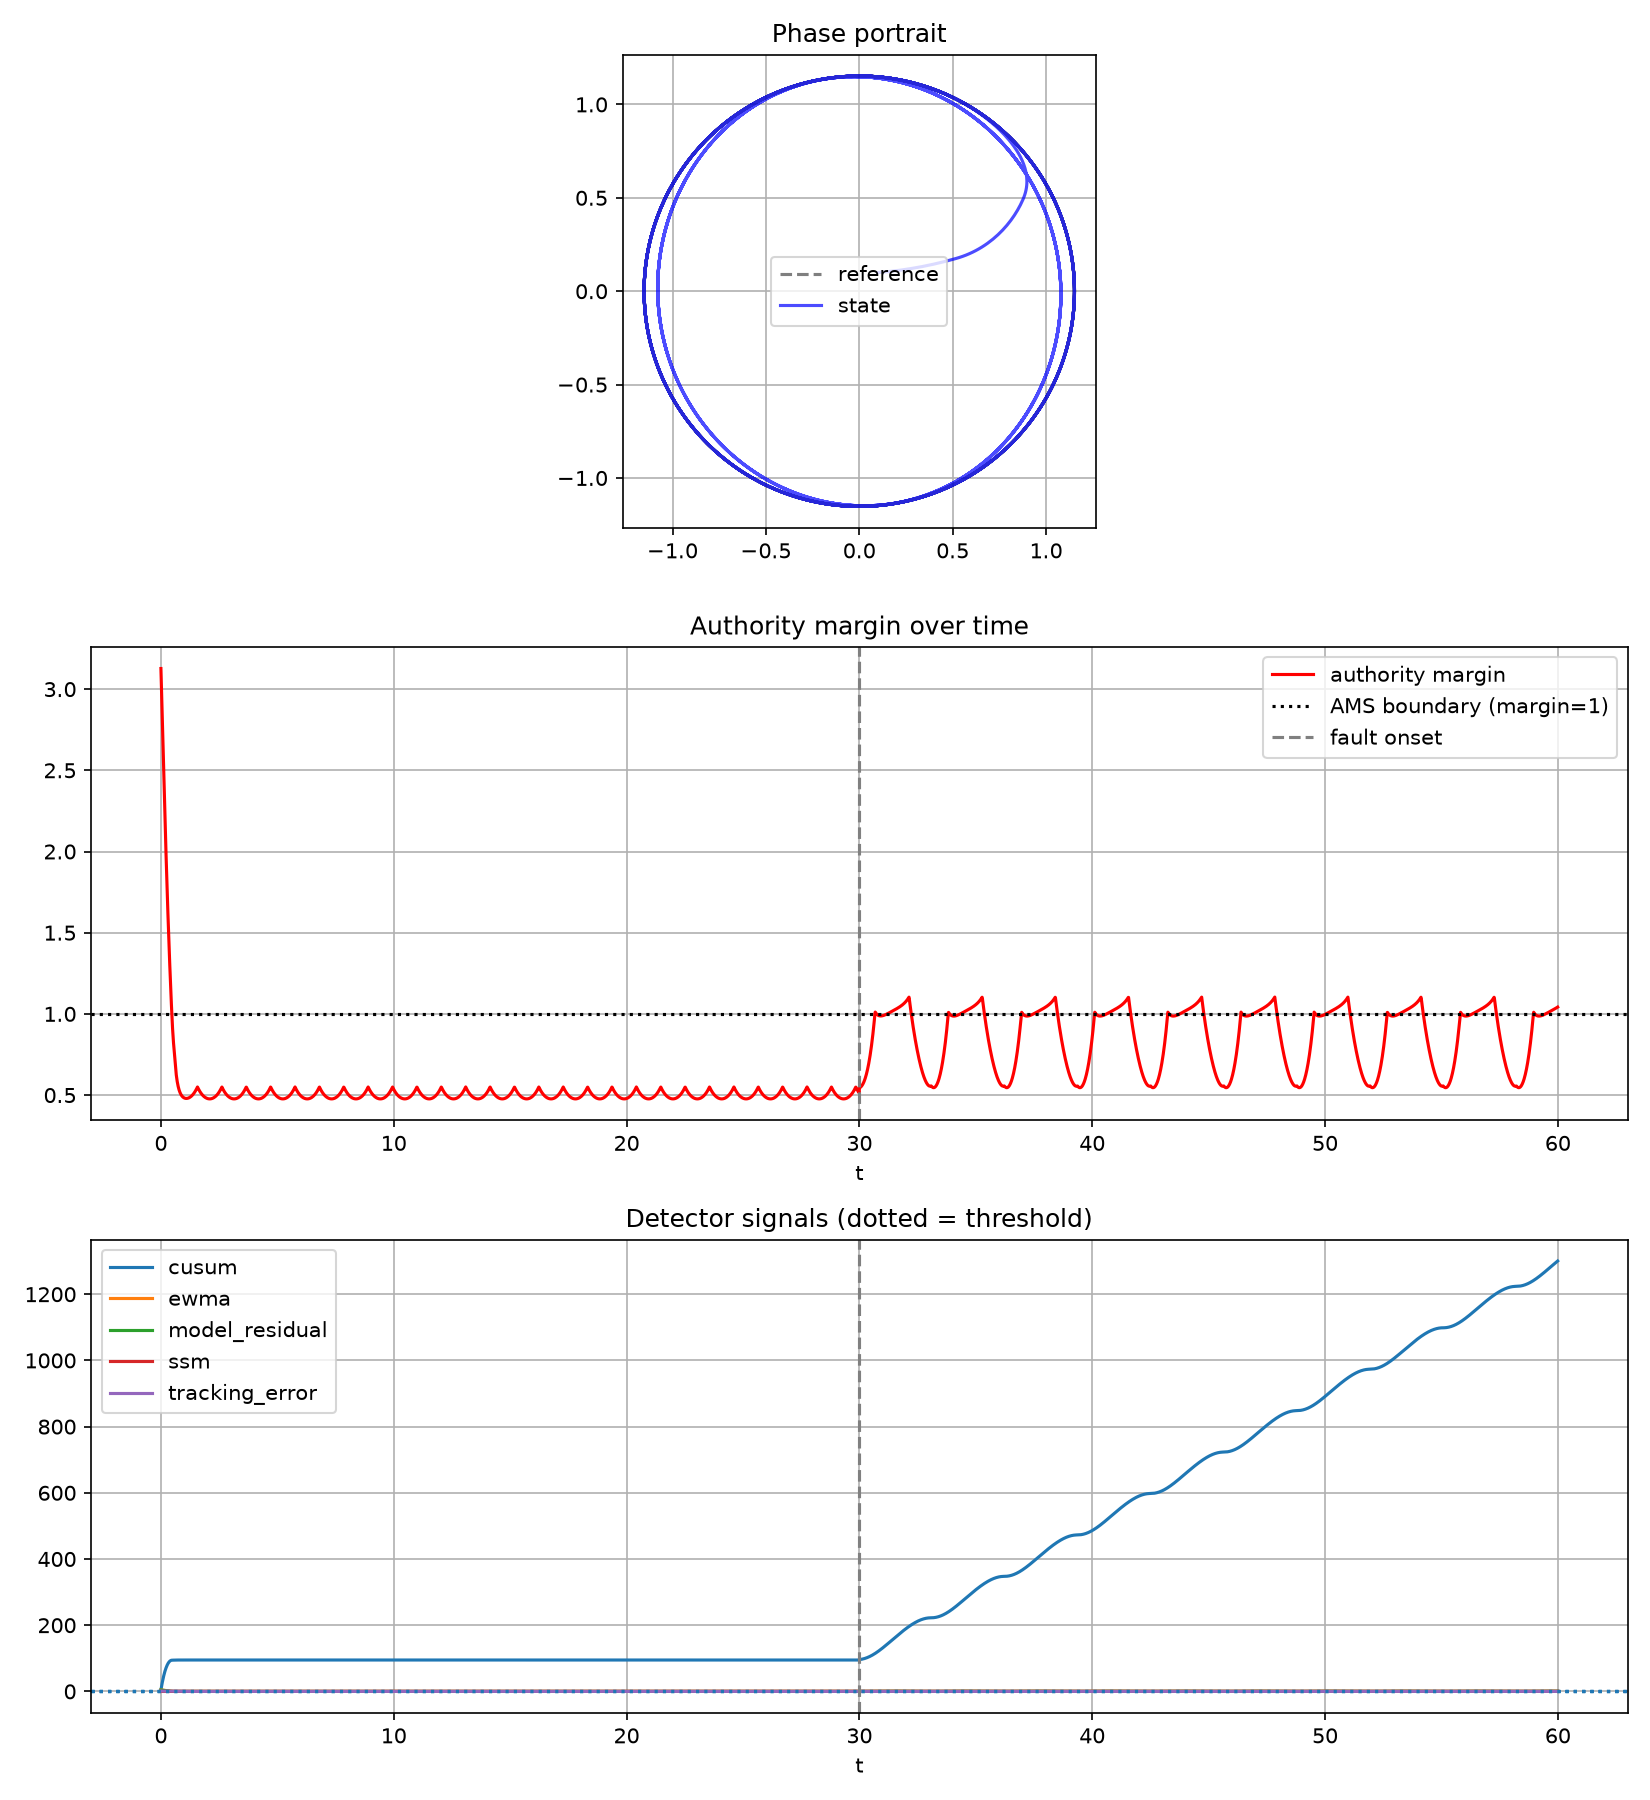 Phase portrait
1.0
0.5
0.0
−0.5
−1.0
reference
state
−1.0 −0.5 0.0 0.5 1.0
Authority margin over time
3.0
2.5
2.0
1.5
1.0
0.5
authority margin
AMS boundary (margin=1)
fault onset
0 10 20 30 40 50 60
t
Detector signals (dotted = threshold)
1200
1000
800
600
400
200
0
cusum
ewma
model_residual
ssm
tracking_error
0 10 20 30 40 50 60
t